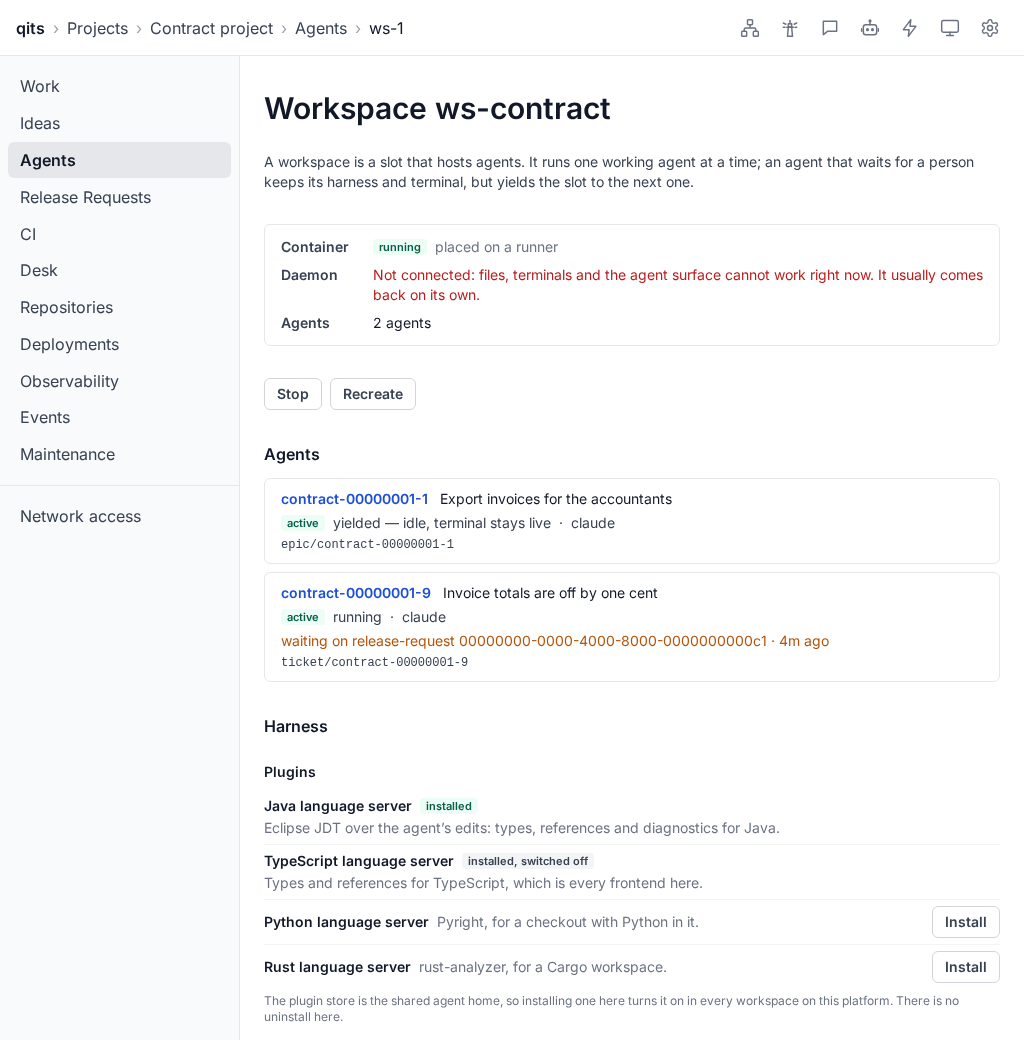 qits › Projects › Contract project › Agents › ws-1
Work
Ideas
Agents
Release Requests
CI
Desk
Repositories
Deployments
Observability
Events
Maintenance
Network access
Workspace ws-contract
A workspace is a slot that hosts agents. It runs one working agent at a time; an agent that waits for a person
keeps its harness and terminal, but yields the slot to the next one.
Container running placed on a runner
Daemon Not connected: files, terminals and the agent surface cannot work right now. It usually comes
back on its own.
Agents 2 agents
Stop Recreate
Agents
contract-00000001-1 Export invoices for the accountants
active yielded — idle, terminal stays live · claude
epic/contract-00000001-1
contract-00000001-9 Invoice totals are off by one cent
active running · claude
waiting on release-request 00000000-0000-4000-8000-0000000000c1 · 4m ago
ticket/contract-00000001-9
Harness
Plugins
Java language server installed
Eclipse JDT over the agent’s edits: types, references and diagnostics for Java.
TypeScript language server installed, switched off
Types and references for TypeScript, which is every frontend here.
Python language server Pyright, for a checkout with Python in it. Install
Rust language server rust-analyzer, for a Cargo workspace. Install
The plugin store is the shared agent home, so installing one here turns it on in every workspace on this platform. There is no
uninstall here.